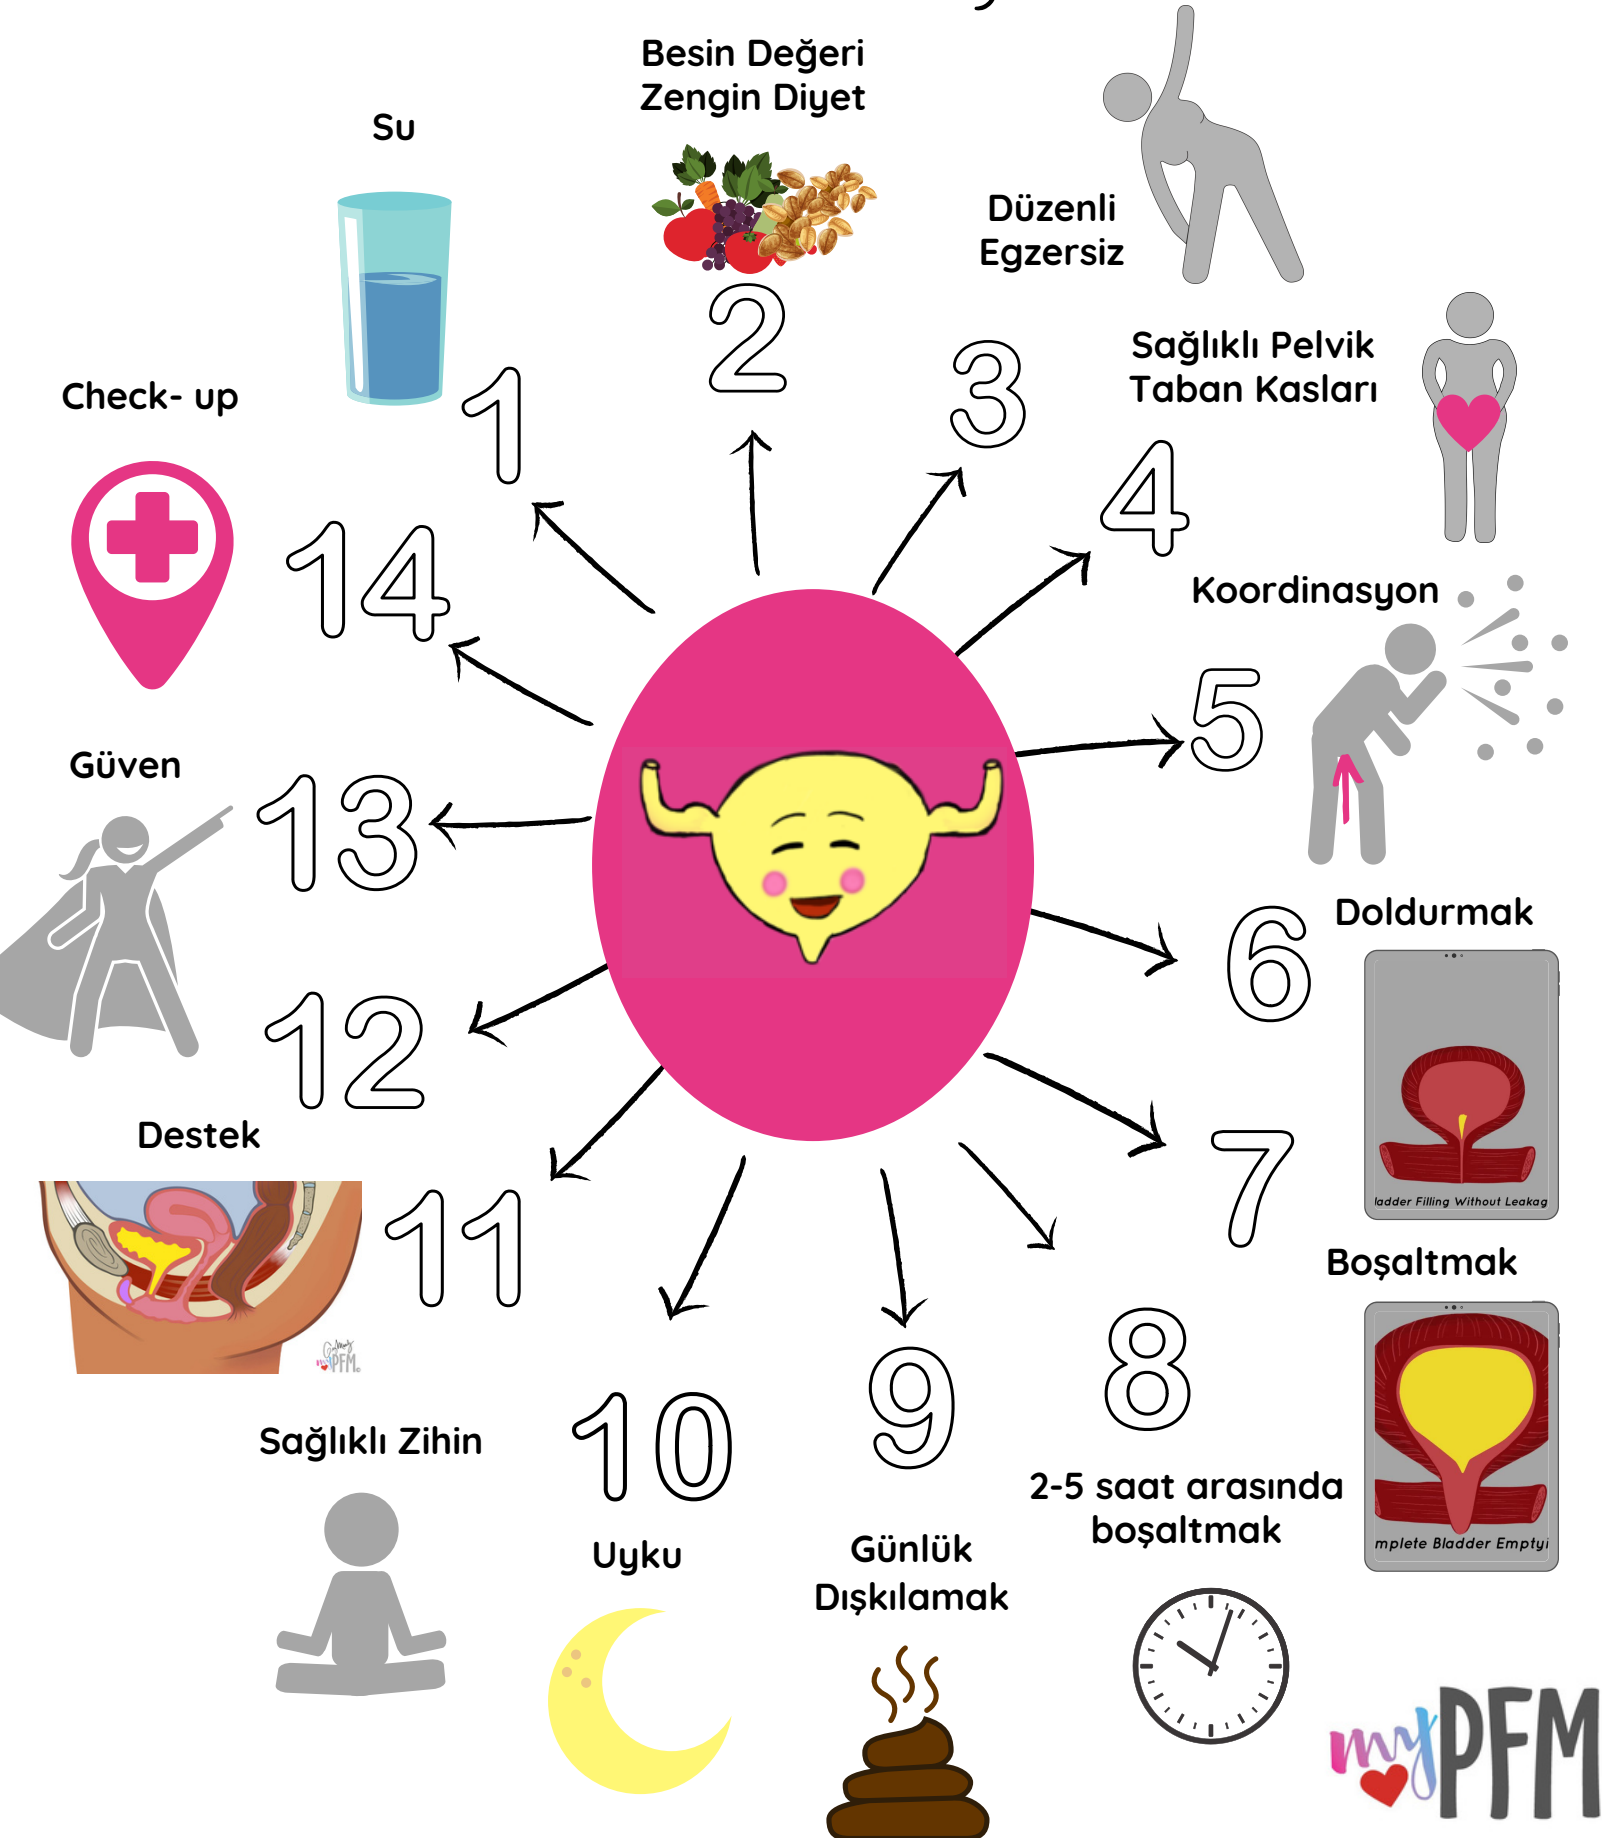 Su
1
Besin Değeri
Zengin Diyet
2
Düzenli
Egzersiz
3
Sağlıklı Pelvik
Taban Kasları
4
Koordinasyon
5
Doldurmak
6
ladder Filling Without Leakag
Boşaltmak
7
mplete Bladder Emptyi
8
2-5 saat arasında
boşaltmak
9
Günlük
Dışkılamak
10
Uyku
11
Sağlıklı Zihin
12
Destek
myPFM
13
Güven
14
Check- up
myPFM